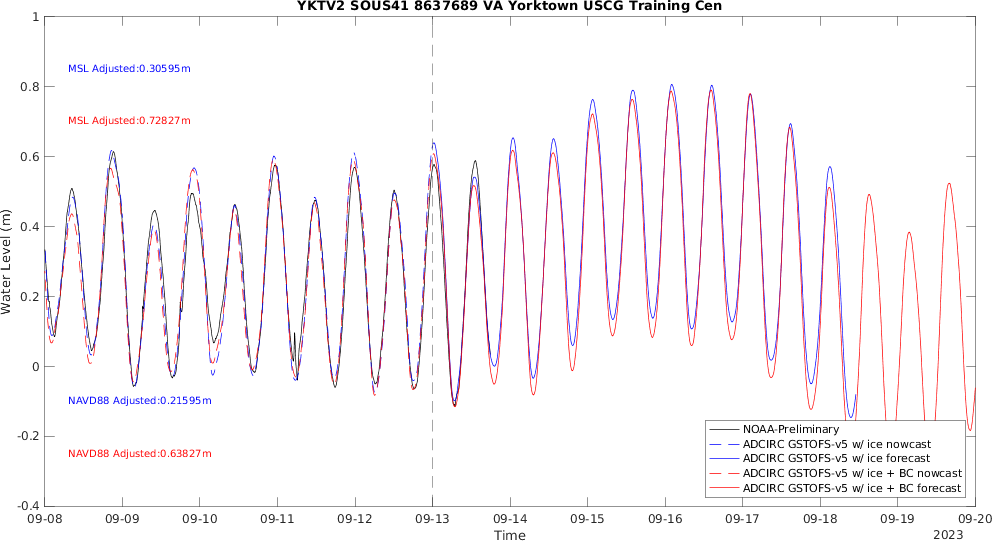 YKTV2 SOUS41 8637689 VA Yorktown USCG Training Cen
1
0.8
0.6
0.4
0.2
0
-0.2
-0.4
Water Level (m)
MSL Adjusted:0.30595m
MSL Adjusted:0.72827m
NAVD88 Adjusted:0.21595m
NAVD88 Adjusted:0.63827m
NOAA-Preliminary
ADCIRC GSTOFS-v5 w/ ice nowcast
ADCIRC GSTOFS-v5 w/ ice forecast
ADCIRC GSTOFS-v5 w/ ice + BC nowcast
ADCIRC GSTOFS-v5 w/ ice + BC forecast
09-08 09-09 09-10 09-11 09-12 09-13 09-14 09-15 09-16 09-17 09-18 09-19 09-20
Time
2023